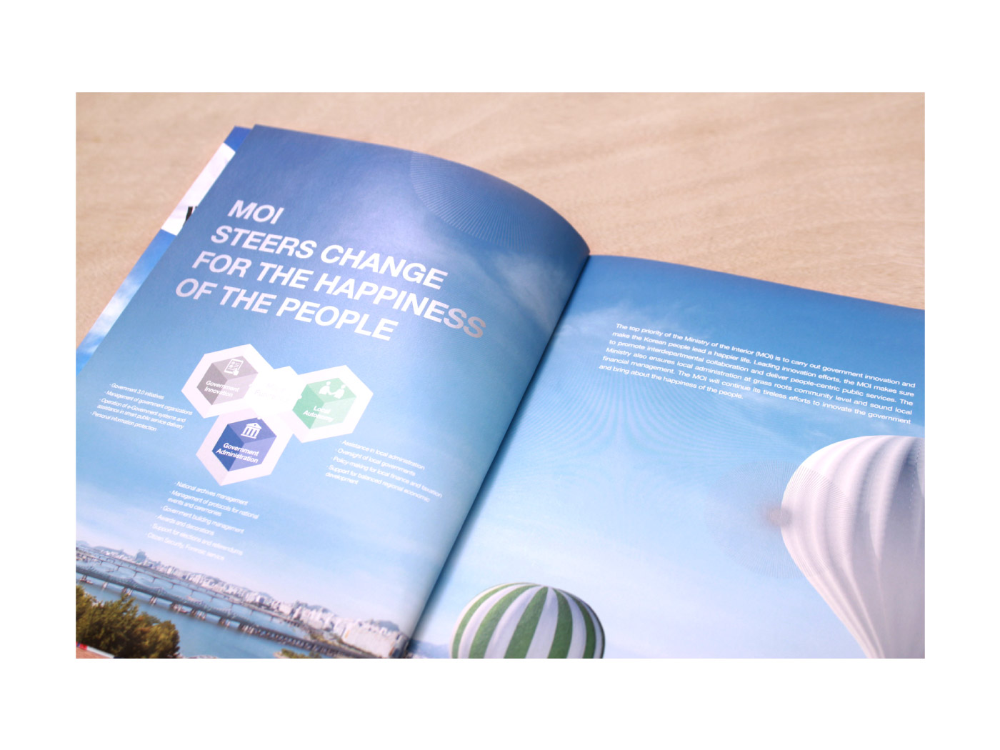 MOI
STEERS CHANGE
FOR THE HAPPINESS
OF THE PEOPLE
Government
Innovation
Local
Autonomy
Government
Administration
· Government 3.0 initiatives
· Management of government organizations
· Operation of e-Government systems and
assistance in smart public service delivery
· Personal information protection
· Assistance in local administration
· Oversight of local governments
· Policy-making for local finance and taxation
· Support for balanced regional economic
development
· National archives management
· Management of protocols for national
events and ceremonies
· Government building management
· Awards and decorations
· Support for elections and referendums
· Citizen Security, Forensic service
The top priority of the Ministry of the Interior (MOI) is to carry out government innovation and
make the Korean people lead a happier life. Leading innovation efforts, the MOI makes sure
to promote interdepartmental collaboration and deliver people-centric public services. The
Ministry also ensures local administration at grass roots community level and sound local
financial management. The MOI will continue its tireless efforts to innovate the government
and bring about the happiness of the people.